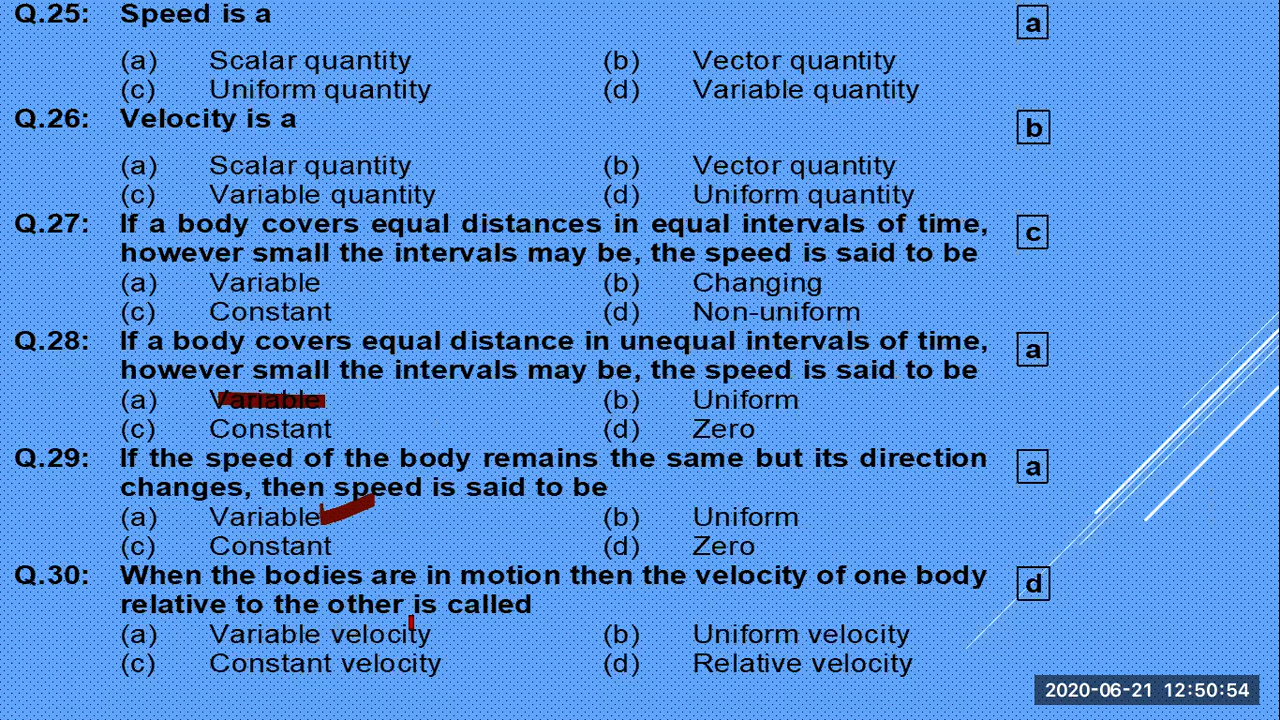 Q.25: Speed is a a
(a) Scalar quantity (b) Vector quantity
(c) Uniform quantity (d) Variable quantity
Q.26: Velocity is a b
(a) Scalar quantity (b) Vector quantity
(c) Variable quantity (d) Uniform quantity
Q.27: If a body covers equal distances in equal intervals of time, c
however small the intervals may be, the speed is said to be
(a) Variable (b) Changing
(c) Constant (d) Non-uniform
Q.28: If a body covers equal distance in unequal intervals of time, a
however small the intervals may be, the speed is said to be
(a) Variable (b) Uniform
(c) Constant (d) Zero
Q.29: If the speed of the body remains the same but its direction a
changes, then speed is said to be
(a) Variable (b) Uniform
(c) Constant (d) Zero
Q.30: When the bodies are in motion then the velocity of one body d
relative to the other is called
(a) Variable velocity (b) Uniform velocity
(c) Constant velocity (d) Relative velocity
2020-06-21 12:50:54